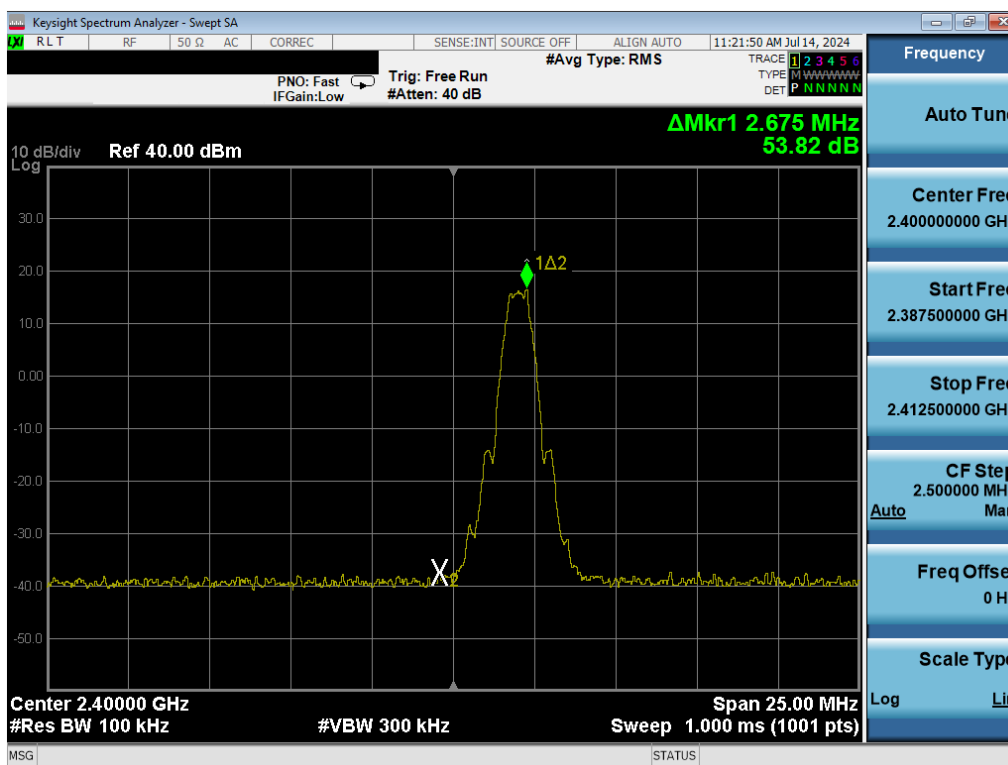 Keysight Spectrum Analyzer - Swept SA
LXI RLT RF 50 Ω AC CORREC SENSE:INT SOURCE OFF ALIGN AUTO 11:21:50 AM Jul 14, 2024
#Avg Type: RMS
TRACE 1 2 3 4 5 6
TYPE M WWWWW
DET P N N N N N
PNO: Fast
IFGain:Low
Trig: Free Run
#Atten: 40 dB
ΔMkr1 2.675 MHz
53.82 dB
10 dB/div Ref 40.00 dBm
Log
30.0
20.0
10.0
0.00
-10.0
-20.0
-30.0
-40.0
-50.0
1Δ2
X2
Center 2.40000 GHz
Span 25.00 MHz
#Res BW 100 kHz
#VBW 300 kHz
Sweep 1.000 ms (1001 pts)
MSG
STATUS
Frequency
Auto Tun
Center Fre
2.400000000 GH
Start Fre
2.387500000 GH
Stop Fre
2.412500000 GH
CF Ste
2.500000 MH
Auto Ma
Freq Offse
0 H
Scale Typ
Log Li